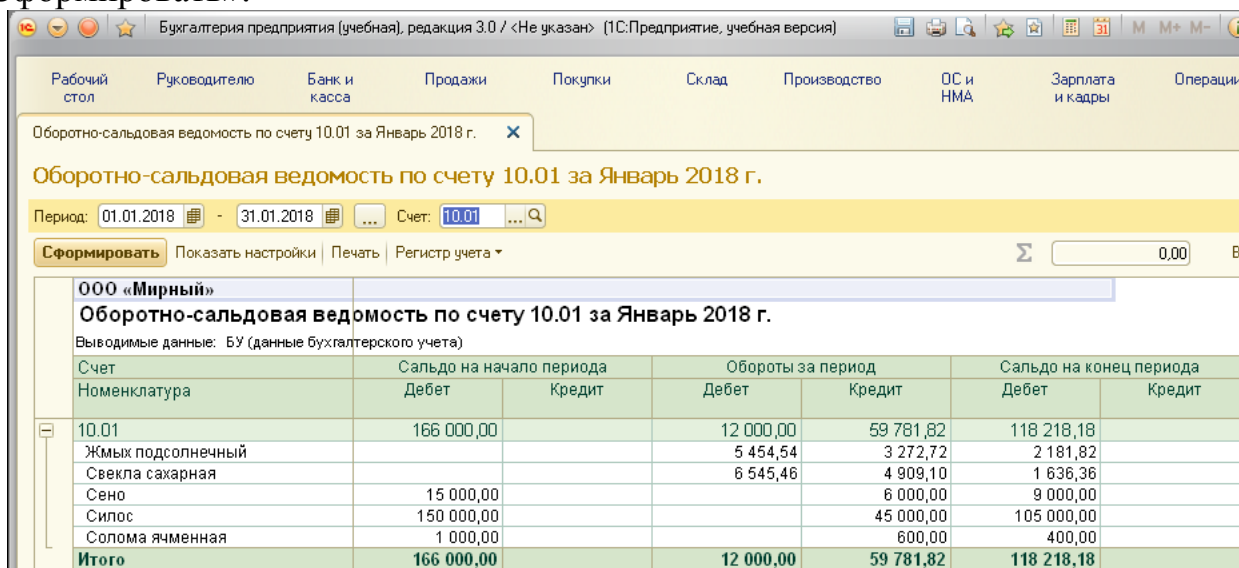 Бухгалтерия предприятия (учебная), редакция 3.0 / <Не указан> (1С:Предприятие, учебная версия) M M+ M-
Рабочий стол Руководителю Банк и касса Продажи Покупки Склад Производство ОС и НМА Зарплата и кадры Операции
Оборотно-сальдовая ведомость по счету 10.01 за Январь 2018 г.
Оборотно-сальдовая ведомость по счету 10.01 за Январь 2018 г.
Период: 01.01.2018 - 31.01.2018 ... Счет: 10.01 ...
Сформировать Показать настройки Печать Регистр учета Σ 0,00
ООО «Мирный»
Оборотно-сальдовая ведомость по счету 10.01 за Январь 2018 г.
Выводимые данные: БУ (данные бухгалтерского учета)
Счет Сальдо на начало периода Обороты за период Сальдо на конец периода
Номенклатура Дебет Кредит Дебет Кредит Дебет Кредит
10.01 166 000,00 12 000,00 59 781,82 118 218,18
Жмых подсолнечный 5 454,54 3 272,72 2 181,82
Свекла сахарная 6 545,46 4 909,10 1 636,36
Сено 15 000,00 6 000,00 9 000,00
Силос 150 000,00 45 000,00 105 000,00
Солома ячменная 1 000,00 600,00 400,00
Итого 166 000,00 12 000,00 59 781,82 118 218,18